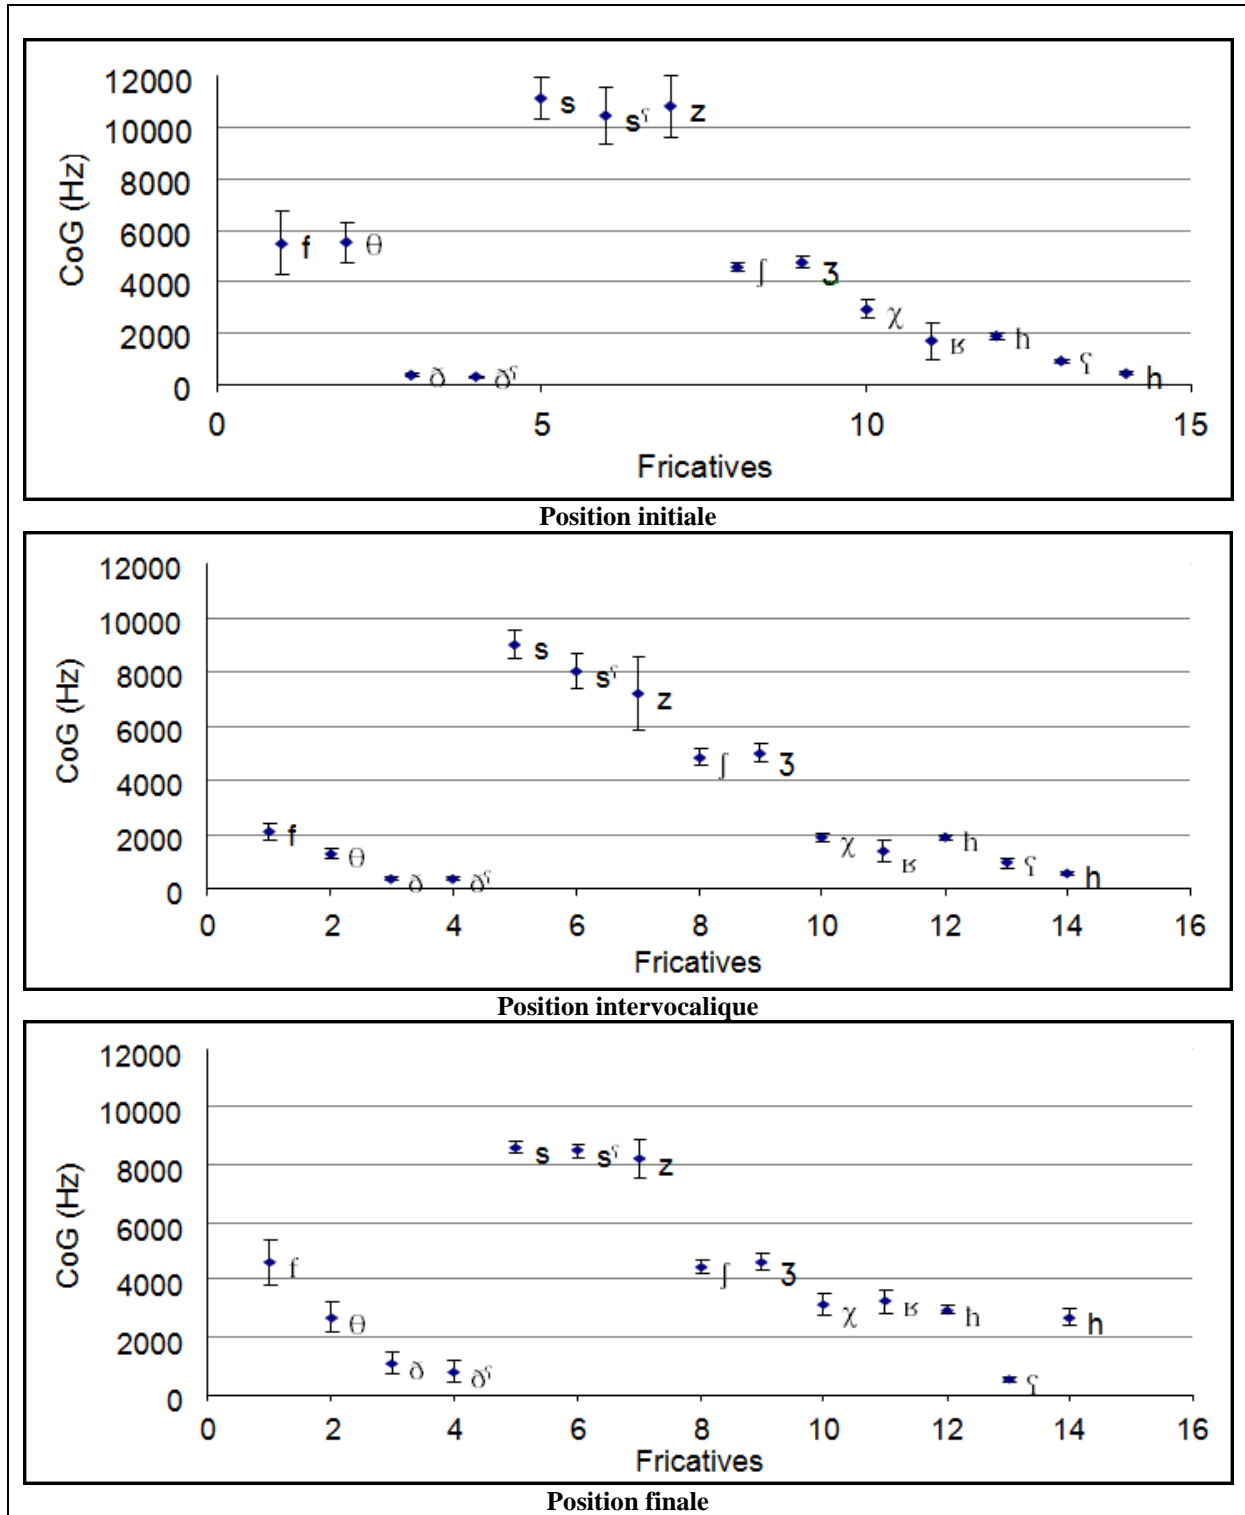 12000
10000
8000
6000
4000
2000
0
CoG (Hz)
f θ ð ðˤ s sˤ z ʃ ʒ χ ʁ ħ ʕ h
0 5 10 15
Fricatives
Position initiale
12000
10000
8000
6000
4000
2000
0
CoG (Hz)
f θ ð ðˤ s sˤ z ʃ ʒ χ ʁ ħ ʕ h
0 2 4 6 8 10 12 14 16
Fricatives
Position intervocalique
12000
10000
8000
6000
4000
2000
0
CoG (Hz)
f θ ð ðˤ s sˤ z ʃ ʒ χ ʁ ħ ʕ h
0 2 4 6 8 10 12 14 16
Fricatives
Position finale